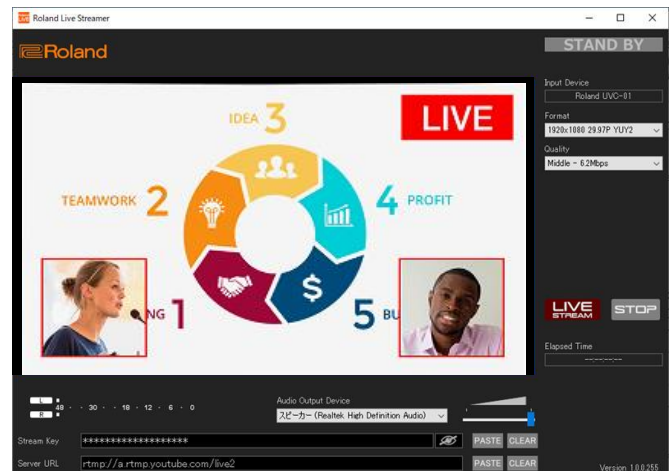 LIVE
Roland Live Streamer
Roland
STAND BY
Input Device
Roland UVC-01
Format
1920x1080 29.97P YUY2
Quality
Middle - 6.2Mbps
IDEA 3
LIVE
TEAMWORK 2
4 PROFIT
$
NG 1
5 BU
LIVE
STREAM
STOP
Elapsed Time
--:--:--:--
L
R
48 30 18 12 6 0
Audio Output Device
スピーカー (Realtek High Definition Audio)
Stream Key
*******************
PASTE
CLEAR
Server URL
rtmp://a.rtmp.youtube.com/live2
PASTE
CLEAR
Version 1.0.0.255